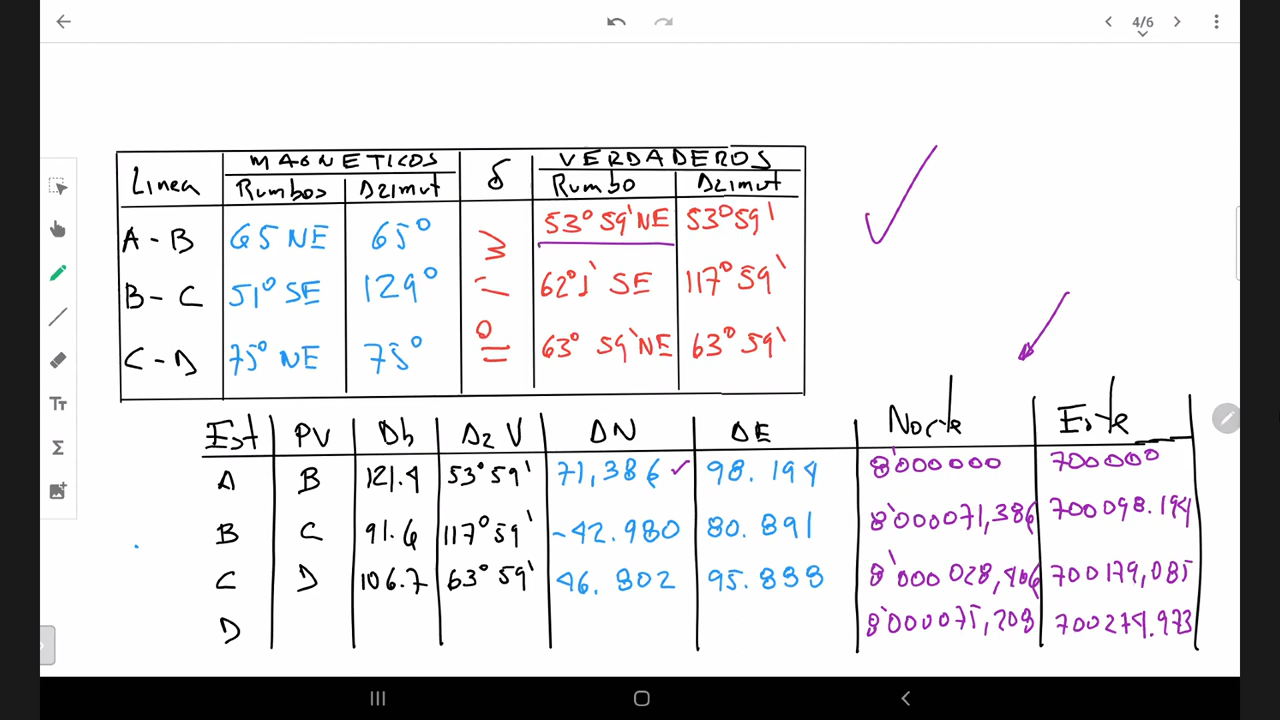 4/6
MAGNETICOS VERDADEROS
Linea Rumbos Azimut δ Rumbo Azimut
A-B 65 NE 65° 53° 59' NE 53° 59'
B-C 51° SE 129° 62° 1' SE 117° 59'
C-D 75° NE 75° 63° 59' NE 63° 59'
Est PV Dh Az V ΔN ΔE Norte Este
A B 121.4 53° 59' 71,386 98.194 8'000000 700000
B C 91.6 117° 59' -42.980 80.891 8'000071,386 700098.194
C D 106.7 63° 59' 46.802 95.888 8'000028,406 700179,085
D 8'000075,208 700274.973
Tт
Σ